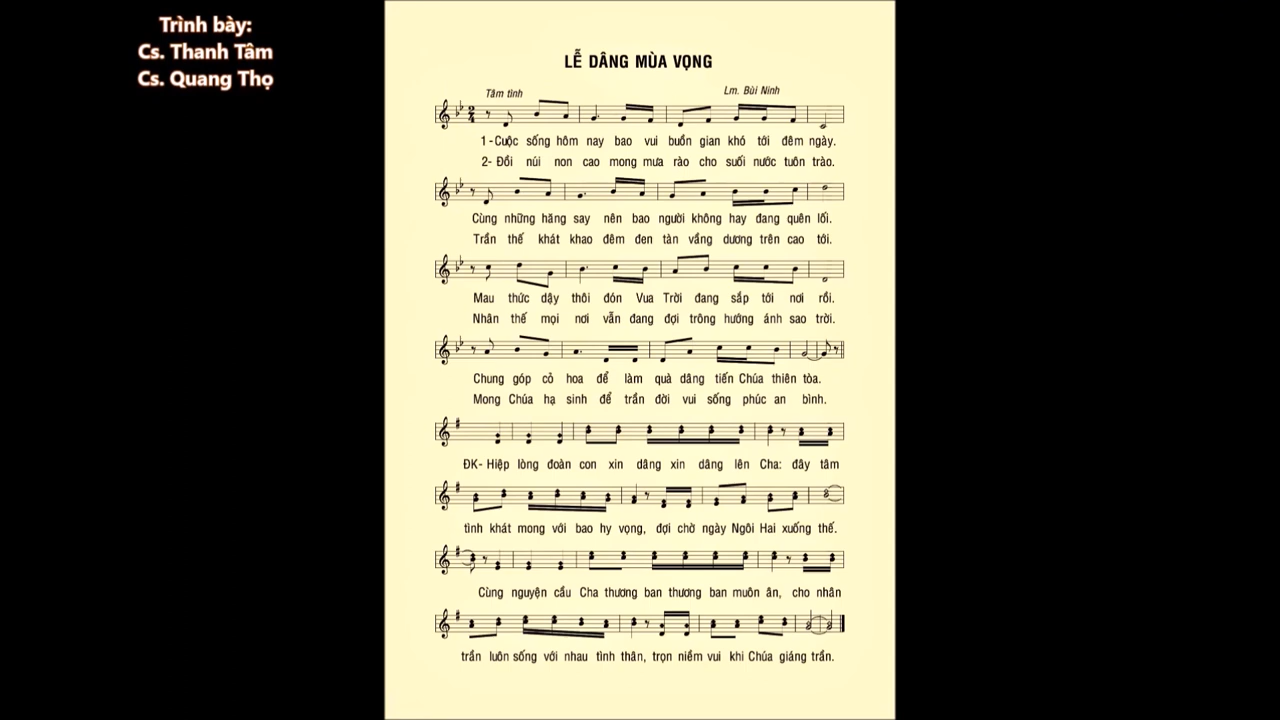 Trình bày:
Cs. Thanh Tâm
Cs. Quang Thọ
LỄ DÂNG MÙA VỌNG
Tâm tình
Lm. Bùi Ninh
1-Cuộc sống hôm nay bao vui buồn gian khó tới đêm ngày.
2- Đồi núi non cao mong mưa rào cho suối nước tuôn trào.
Cùng những hăng say nên bao người không hay đang quên lối.
Trần thế khát khao đêm đen tàn vầng dương trên cao tới.
Mau thức dậy thôi đón Vua Trời đang sắp tới nơi rồi.
Nhân thế mọi nơi vẫn đang đợi trông hướng ánh sao trời.
Chung góp cỏ hoa để làm quà dâng tiến Chúa thiên tòa.
Mong Chúa hạ sinh để trần đời vui sống phúc an bình.
ĐK- Hiệp lòng đoàn con xin dâng xin dâng lên Cha: đây tâm
tình khát mong với bao hy vọng, đợi chờ ngày Ngôi Hai xuống thế.
Cùng nguyện cầu Cha thương ban thương ban muôn ân, cho nhân
trần luôn sống với nhau tình thân, trọn niềm vui khi Chúa giáng trần.